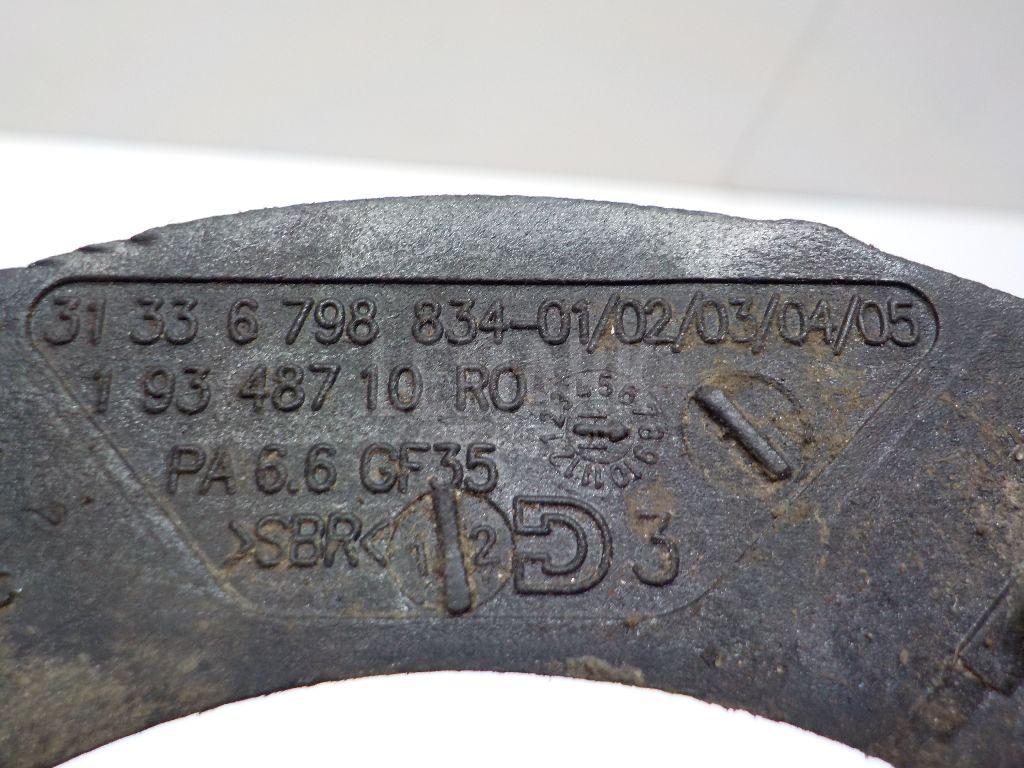 31 33 6 798 834-01/02/03/04/05
1 93 487 10 RO
PA 6.6 GF35
>SBR<
1 2
D 3